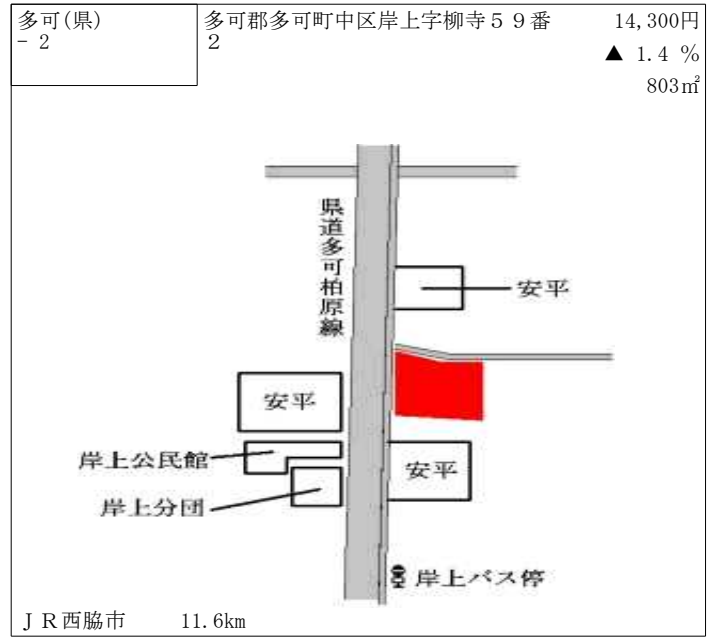 多可(県)
- 2
多可郡多可町中区岸上字柳寺５９番
２
14,300円
▲ 1.4 %
803㎡
県道多可柏原線
安平
安平
岸上公民館
安平
岸上分団
岸上バス停
ＪＲ西脇市 11.6km